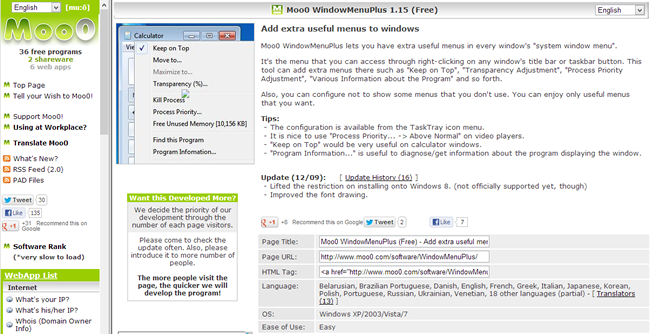 English
[mu:ô]
Moo0
36 free programs
2 shareware
6 web apps
Top Page
Tell your Wish to Moo0!
Support Moo0!
Using at Workplace?
Translate Moo0
What's New?
RSS Feed (2.0)
PAD Files
Tweet 30
Like 135
+1 +31 Recommend this on Google
Software Rank
(*very slow to load)
WebApp List
Internet
What's your IP?
What's his/her IP?
Whois (Domain Owner Info)
Moo0 WindowMenuPlus 1.15 (Free)
English
Calculator
Keep on Top
Move to...
Maximize to...
Transparency (%)...
Kill Process
Process Priority...
Free Unused Memory [10,156 KB]
Find this Program
Program Information...
Want this Developed More?
We decide the priority of our
development through the
number of each page visitors.
Please come to check the
update often. Also, please
introduce it to more number of
people.
The more people visit the
page, the quicker we will
develop the program!
Add extra useful menus to windows
Moo0 WindowMenuPlus lets you have extra useful menus in every window's "system window menu".
It's the menu that you can access through right-clicking on any window's title bar or taskbar button. This
tool can add extra menus there such as "Keep on Top", "Transparency Adjustment", "Process Priority
Adjustment", "Various Information about the Program" and so forth.
Also, you can configure not to show some menus that you don't use. You can enjoy only useful menus
that you want.
Tips:
- The configuration is available from the TaskTray icon menu.
- It is nice to use "Process Priority... -> Above Normal" on video players.
- "Keep on Top" would be very useful on calculator windows.
- "Program Information..." is useful to diagnose/get information about the program displaying the window.
Update (12/09): [ Update History (16) ]
- Lifted the restriction on installing onto Windows 8. (not officially supported yet, though)
- Improved the font drawing.
+1 +8 Recommend this on Google
Tweet 2
Like 7
Page Title: Moo0 WindowMenuPlus (Free) - Add extra useful mer
Page URL: http://www.moo0.com/software/WindowMenuPlus/
HTML Tag: <a href="http://www.moo0.com/software/WindowMenu
Language: Belarusian, Brazilian Portuguese, Danish, English, French, Greek, Italian, Japanese, Korean,
Polish, Portuguese, Russian, Ukrainian, Venetian, 18 other languages (partial) - [ Translators
(13) ]
OS: Windows XP/2003/Vista/7
Ease of Use: Easy